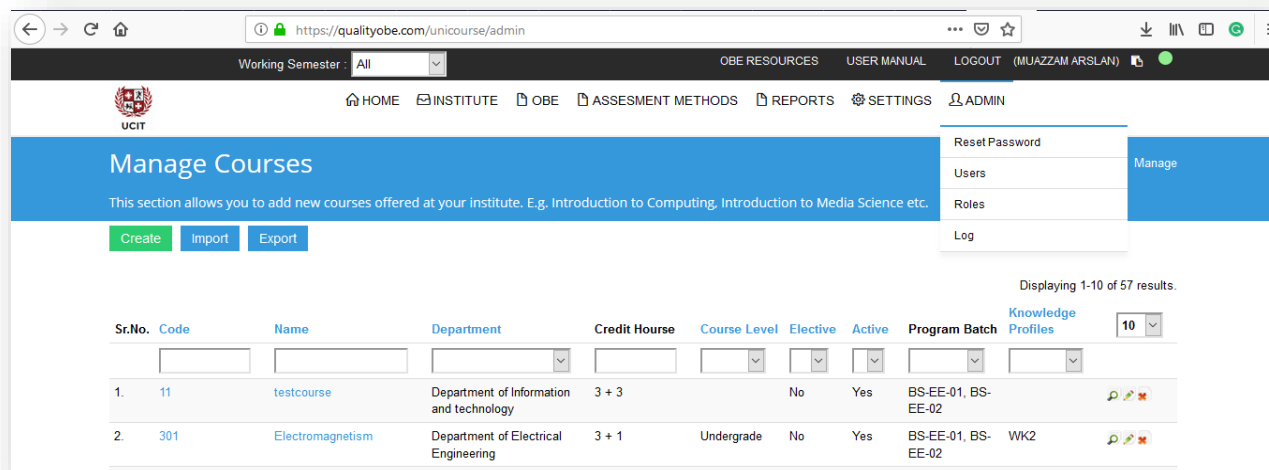 https://qualityobe.com/unicourse/admin
Working Semester : All
OBE RESOURCES USER MANUAL LOGOUT (MUAZZAM ARSLAN)
UCIT
HOME INSTITUTE OBE ASSESMENT METHODS REPORTS SETTINGS ADMIN
Reset Password
Users
Roles
Log
Manage Courses
Manage
This section allows you to add new courses offered at your institute. E.g. Introduction to Computing, Introduction to Media Science etc.
Create Import Export
Displaying 1-10 of 57 results.
Sr.No. Code Name Department Credit Hourse Course Level Elective Active Program Batch Knowledge Profiles 10
1. 11 testcourse Department of Information 3 + 3 No Yes BS-EE-01, BS-
and technology EE-02
2. 301 Electromagnetism Department of Electrical 3 + 1 Undergrade No Yes BS-EE-01, BS- WK2
Engineering EE-02